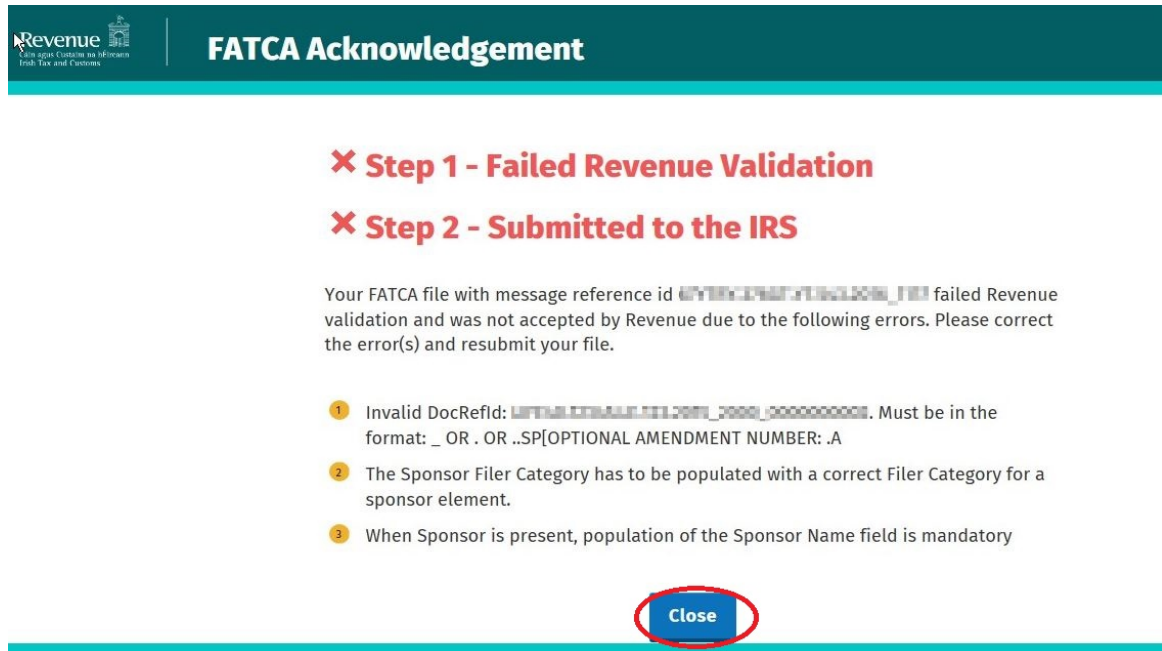 Revenue
Cáin agus Custaim na hÉireann
Irish Tax and Customs
FATCA Acknowledgement
Step 1 - Failed Revenue Validation
Step 2 - Submitted to the IRS
Your FATCA file with message reference id failed Revenue
validation and was not accepted by Revenue due to the following errors. Please correct
the error(s) and resubmit your file.
1 Invalid DocRefId: . Must be in the
format: _ OR . OR ..SP[OPTIONAL AMENDMENT NUMBER: .A
2 The Sponsor Filer Category has to be populated with a correct Filer Category for a
sponsor element.
3 When Sponsor is present, population of the Sponsor Name field is mandatory
Close